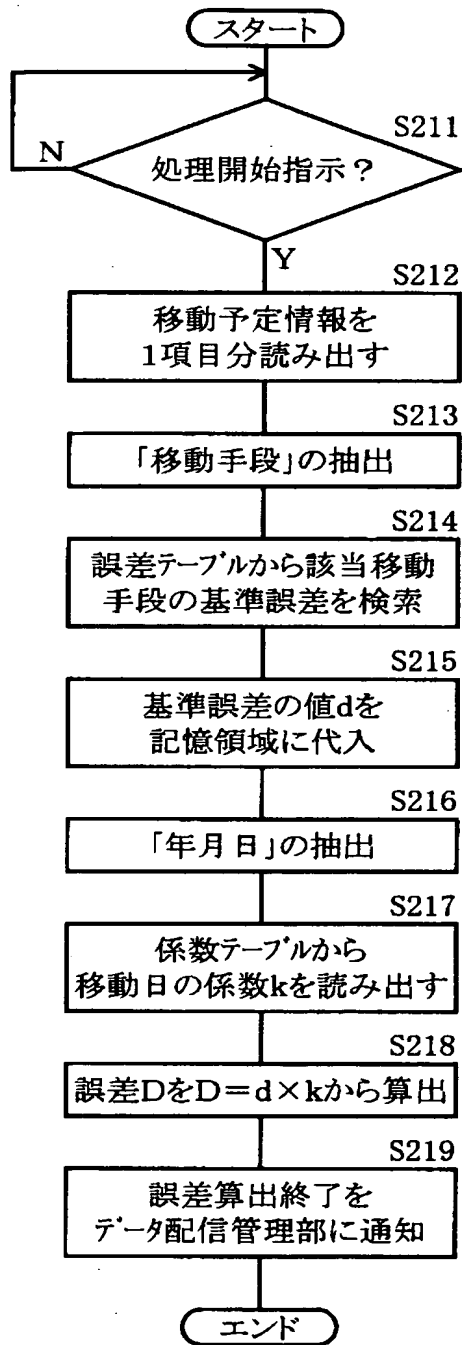 スタート
S211
N
処理開始指示？
Y
S212
移動予定情報を
1項目分読み出す
S213
「移動手段」の抽出
S214
誤差テーブルから該当移動
手段の基準誤差を検索
S215
基準誤差の値dを
記憶領域に代入
S216
「年月日」の抽出
S217
係数テーブルから
移動日の係数kを読み出す
S218
誤差DをD＝d×kから算出
S219
誤差算出終了を
データ配信管理部に通知
エンド